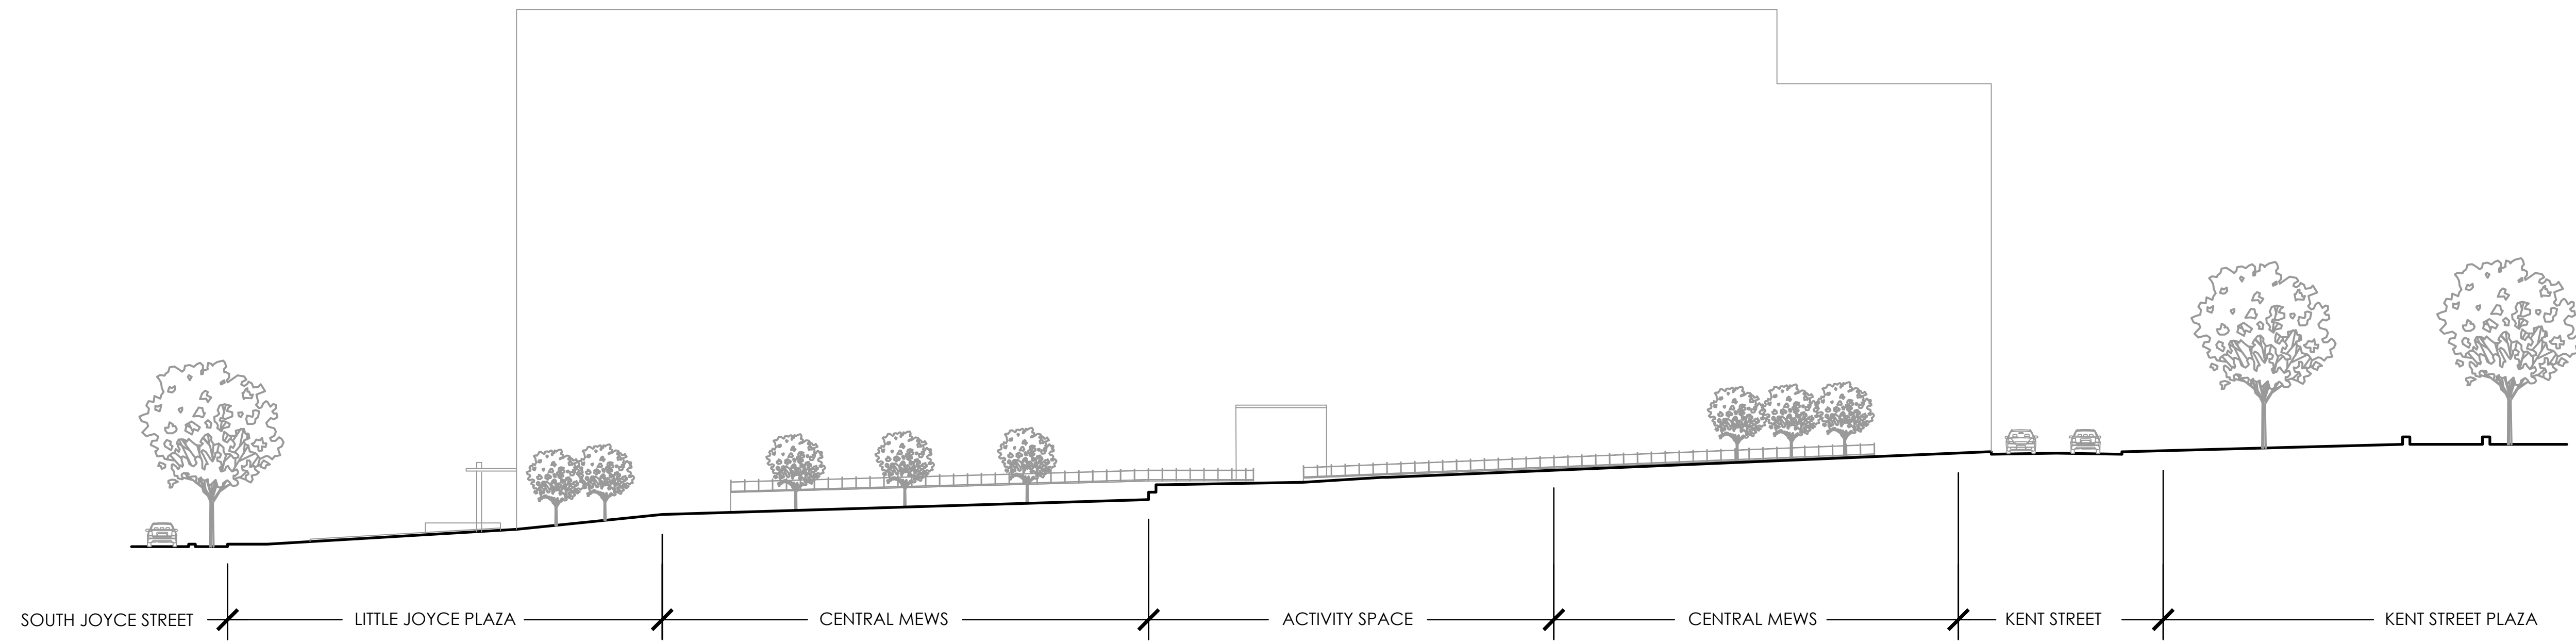 SOUTH JOYCE STREET
LITTLE JOYCE PLAZA
CENTRAL MEWS
ACTIVITY SPACE
CENTRAL MEWS
KENT STREET
KENT STREET PLAZA